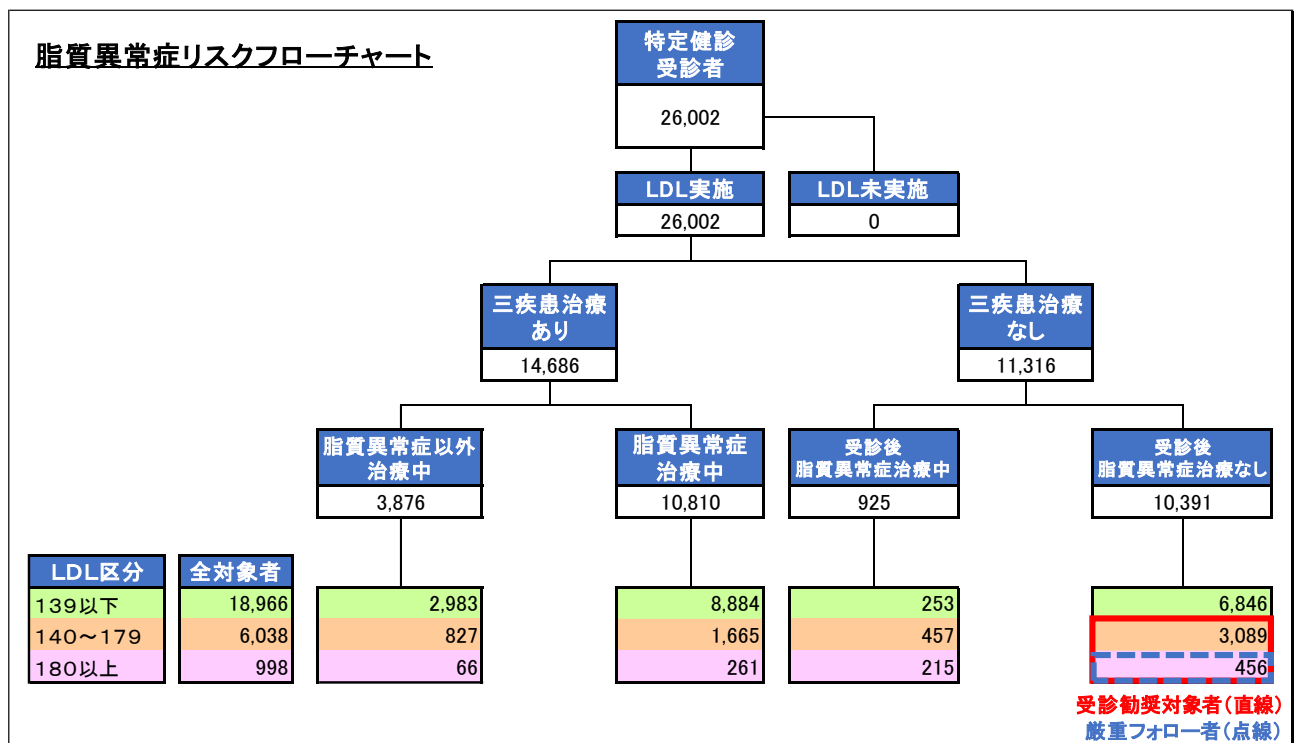 脂質異常症リスクフローチャート
特定健診
受診者
26,002
LDL実施
26,002
LDL未実施
0
三疾患治療
あり
14,686
三疾患治療
なし
11,316
脂質異常症以外
治療中
3,876
脂質異常症
治療中
10,810
受診後
脂質異常症治療中
925
受診後
脂質異常症治療なし
10,391
LDL区分 全対象者
139以下 18,966 2,983 8,884 253 6,846
140～179 6,038 827 1,665 457 3,089
180以上 998 66 261 215 456
受診勧奨対象者(直線)
厳重フォロー者(点線)